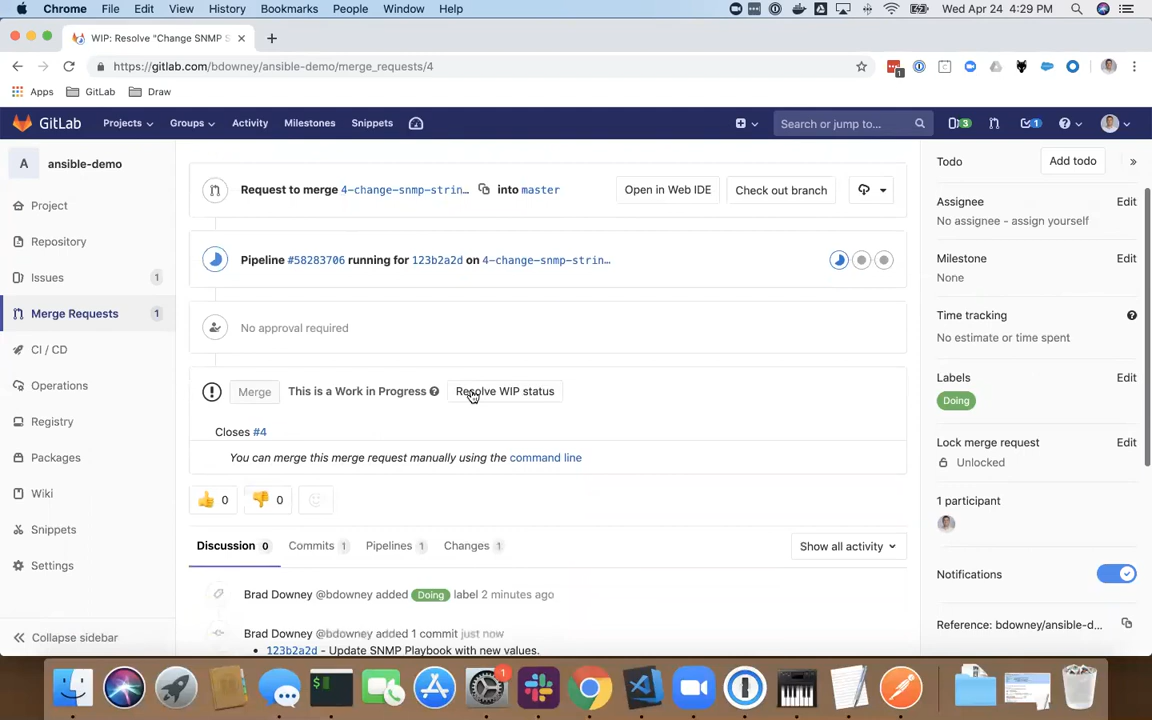 Chrome File Edit View History Bookmarks People Window Help Wed Apr 24 4:29 PM
WIP: Resolve "Change SNMP S
https://gitlab.com/bdowney/ansible-demo/merge_requests/4 1
Apps GitLab Draw
GitLab Projects Groups Activity Milestones Snippets Search or jump to... 3 1
A ansible-demo
Project
Repository
Issues 1
Merge Requests 1
CI / CD
Operations
Registry
Packages
Wiki
Snippets
Settings
Collapse sidebar
Request to merge 4-change-snmp-strin… into master Open in Web IDE Check out branch
Pipeline #58283706 running for 123b2a2d on 4-change-snmp-strin…
No approval required
Merge This is a Work in Progress Resolve WIP status
Closes #4
You can merge this merge request manually using the command line
👍 0 👎 0
Discussion 0 Commits 1 Pipelines 1 Changes 1 Show all activity
Brad Downey @bdowney added Doing label 2 minutes ago
Brad Downey @bdowney added 1 commit just now
• 123b2a2d - Update SNMP Playbook with new values.
Todo Add todo »
Assignee Edit
No assignee - assign yourself
Milestone Edit
None
Time tracking
No estimate or time spent
Labels Edit
Doing
Lock merge request Edit
Unlocked
1 participant
Notifications
Reference: bdowney/ansible-d...
1